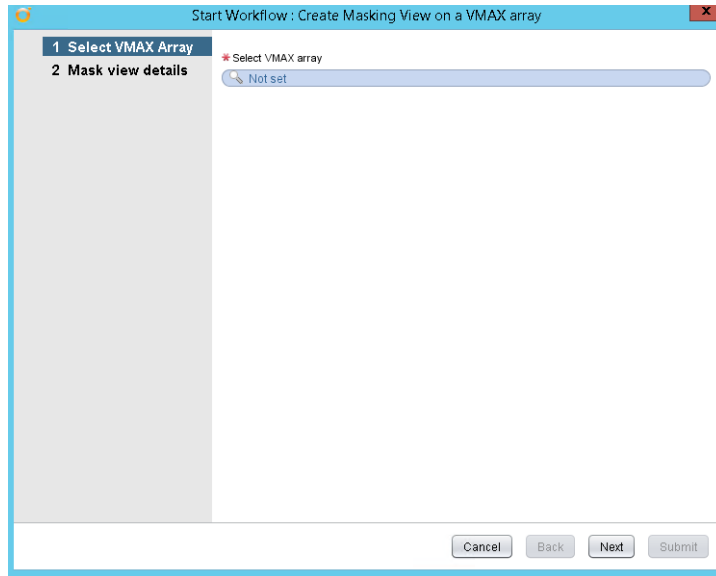 Start Workflow : Create Masking View on a VMAX array
x
1 Select VMAX Array
2 Mask view details
*Select VMAX array
Not set
Cancel Back Next Submit